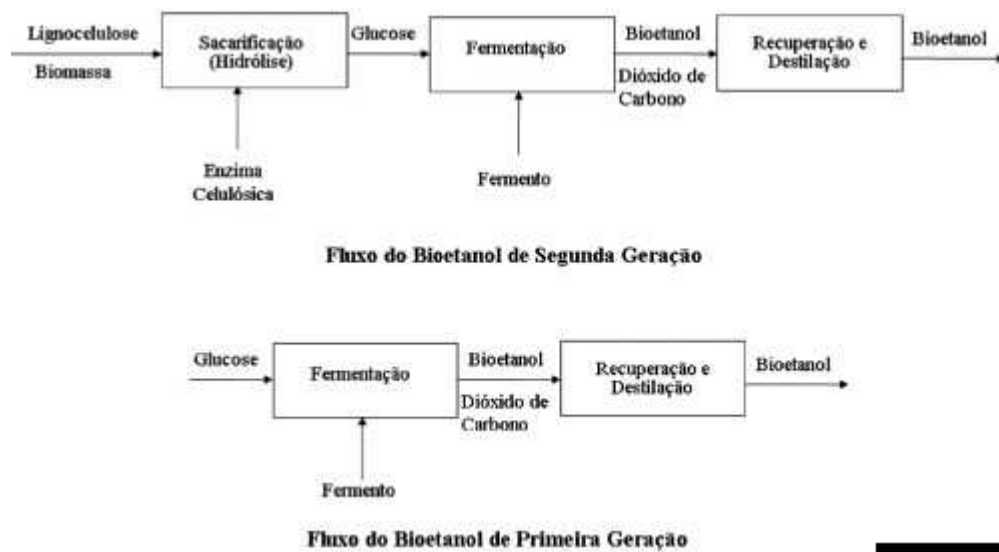 Lignocelulose
Biomassa
Sacarificação
(Hidrólise)
Glucose
Fermentação
Bioetanol
Dióxido de
Carbono
Recuperação e
Destilação
Bioetanol
Enzima
Celulósica
Fermento
Fluxo do Bioetanol de Segunda Geração
Glucose
Fermentação
Bioetanol
Dióxido de
Carbono
Recuperação e
Destilação
Bioetanol
Fermento
Fluxo do Bioetanol de Primeira Geração